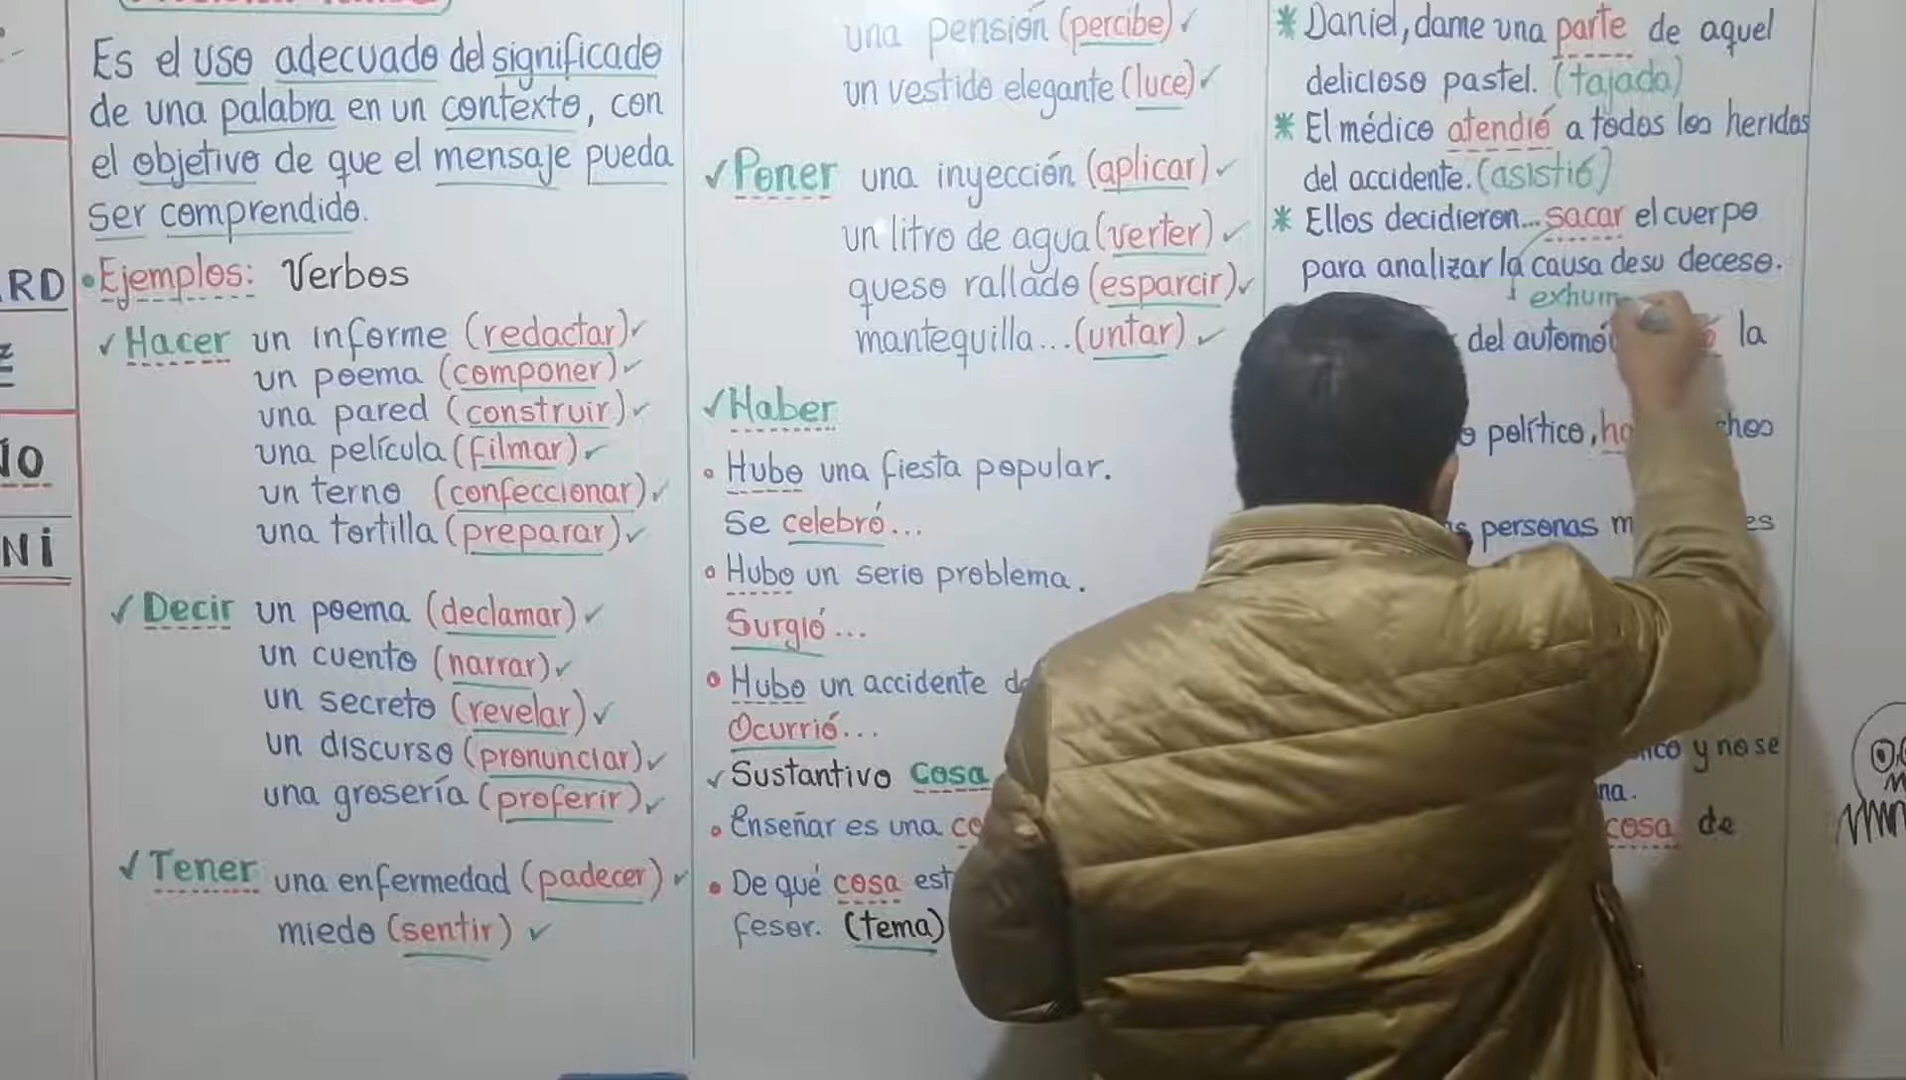 Es el uso adecuado del significado
de una palabra en un contexto, con
el objetivo de que el mensaje pueda
ser comprendido.
•Ejemplos: Verbos
✓Hacer un informe (redactar)✓
un poema (componer)✓
una pared (construir)✓
una película (filmar)✓
un terno (confeccionar)✓
una tortilla (preparar)✓
✓Decir un poema (declamar)✓
un cuento (narrar)✓
un secreto (revelar)✓
un discurso (pronunciar)✓
una grosería (proferir)✓
✓Tener una enfermedad (padecer)✓
miedo (sentir) ✓
una pensión (percibe)✓
un vestido elegante (luce)✓
✓Poner una inyección (aplicar)✓
un litro de agua (verter)✓
queso rallado (esparcir)✓
mantequilla...(untar)✓
✓Haber
• Hubo una fiesta popular.
Se celebró...
• Hubo un serio problema.
Surgió...
• Hubo un accidente
Ocurrió...
✓Sustantivo Cosa
• Enseñar es una
• De qué cosa est
fesor. (tema)
* Daniel, dame una parte de aquel
delicioso pastel. (tajada)
* El médico atendió a todos los heridos
del accidente. (asistió)
* Ellos decidieron...sacar el cuerpo
para analizar la causa de su deceso.
exhum
del automó la
político,
personas
y no se
cosa de
RD
NI